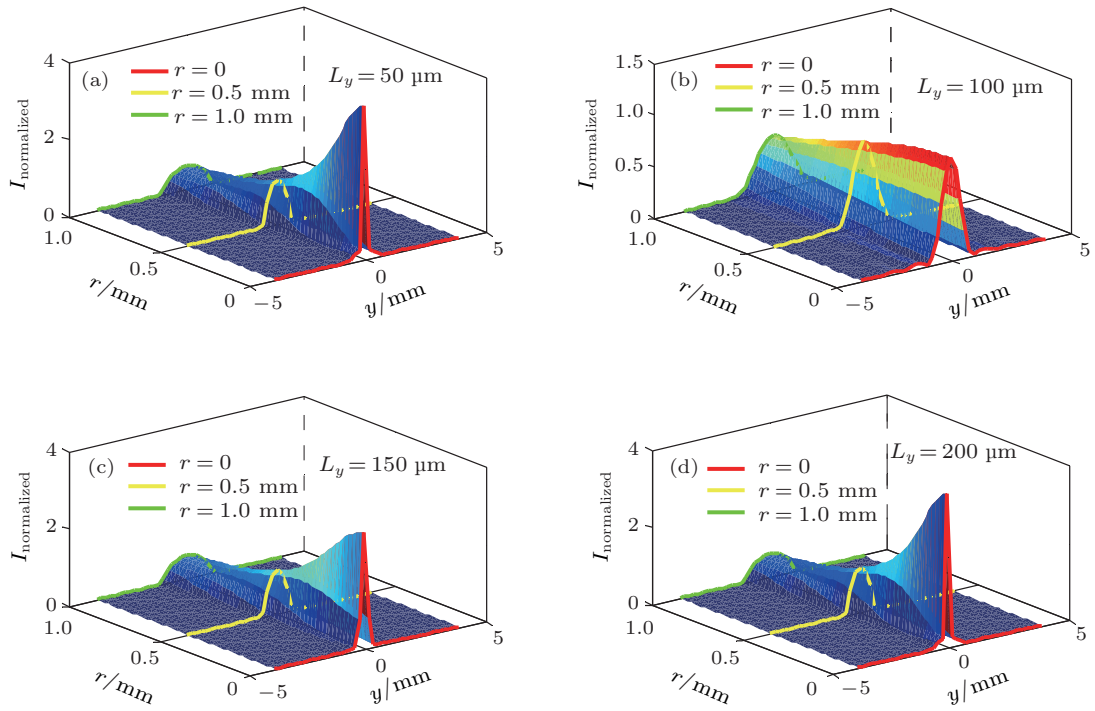 4
(a)
r = 0
r = 0.5 mm
r = 1.0 mm
L_y = 50 µm
2
I_normalized
0
1.0
0.5
0
r/mm
−5
0
5
y/mm
1.5
(b)
r = 0
r = 0.5 mm
r = 1.0 mm
L_y = 100 µm
1.0
0.5
I_normalized
0
1.0
0.5
0
r/mm
−5
0
5
y/mm
4
(c)
r = 0
r = 0.5 mm
r = 1.0 mm
L_y = 150 µm
2
I_normalized
0
1.0
0.5
0
r/mm
−5
0
5
y/mm
4
(d)
r = 0
r = 0.5 mm
r = 1.0 mm
L_y = 200 µm
2
I_normalized
0
1.0
0.5
0
r/mm
−5
0
5
y/mm